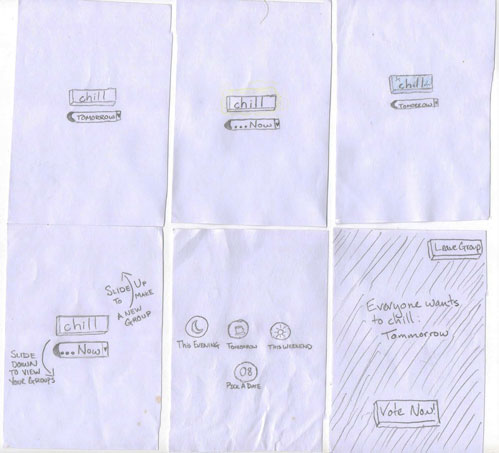 chill
TOMORROW
chill
...Now
chill
TOMORROW
SLIDE UP
TO MAKE
A NEW
GROUP
chill
...Now
SLIDE
DOWN
TO VIEW
YOUR GROUPS
THIS EVENING
TOMORROW
THIS WEEKEND
08
PICK A DATE
Leave Group
Everyone wants
to chill:
Tommorrow
Vote Now!